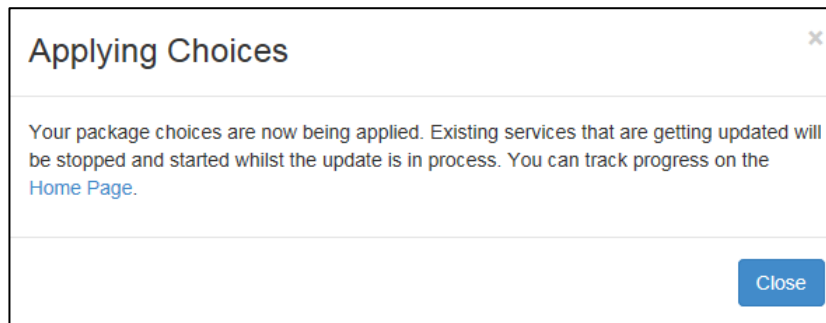 Applying Choices
×
Your package choices are now being applied. Existing services that are getting updated will
be stopped and started whilst the update is in process. You can track progress on the
Home Page.
Close